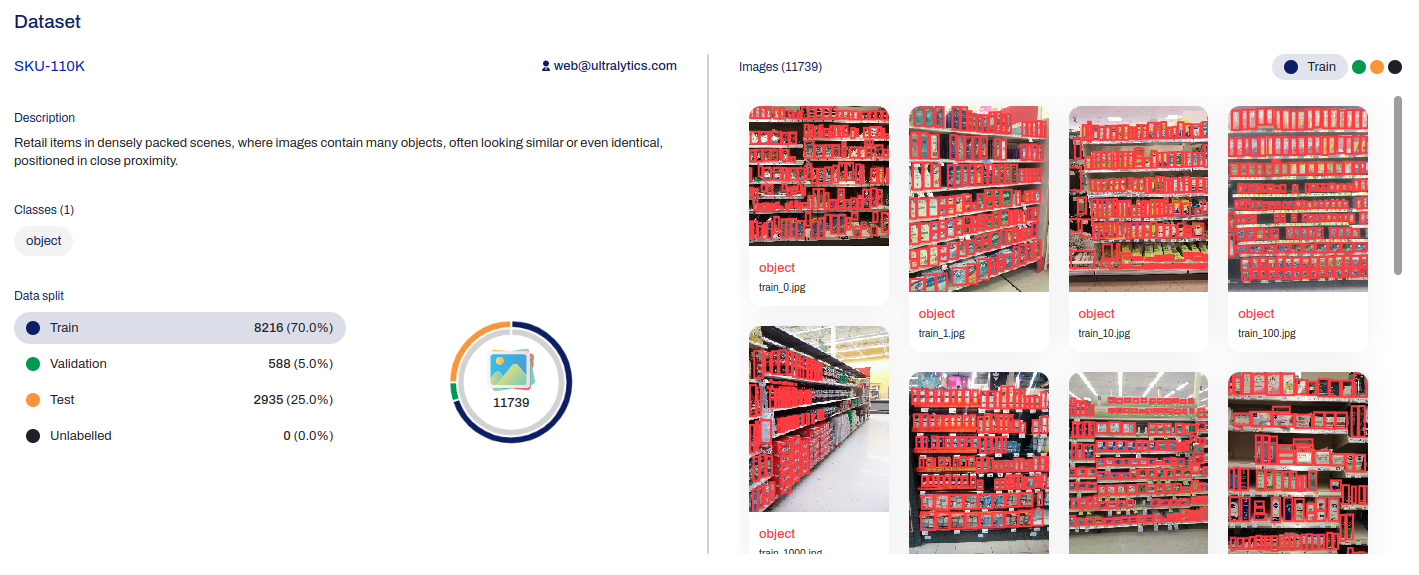 Dataset
SKU-110K
web@ultralytics.com
Description
Retail items in densely packed scenes, where images contain many objects, often looking similar or even identical,
positioned in close proximity.
Classes (1)
object
Data split
Train 8216 (70.0%)
Validation 588 (5.0%)
Test 2935 (25.0%)
Unlabelled 0 (0.0%)
11739
Images (11739)
Train
object
train_0.jpg
object
train_1.jpg
object
train_10.jpg
object
train_100.jpg
object
train_1000.jpg